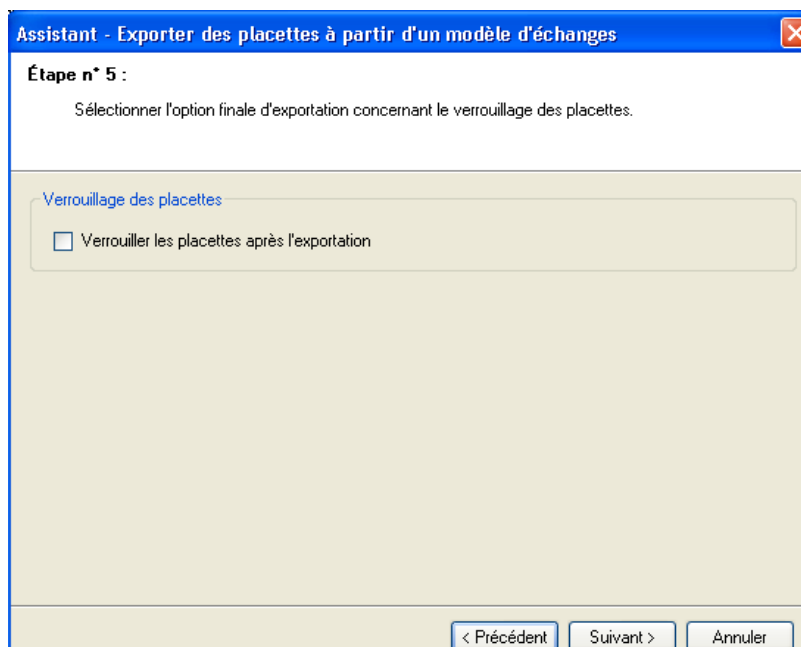 Assistant - Exporter des placettes à partir d'un modèle d'échanges
Étape n° 5 :
Sélectionner l'option finale d'exportation concernant le verrouillage des placettes.
Verrouillage des placettes
Verrouiller les placettes après l'exportation
< Précédent Suivant > Annuler